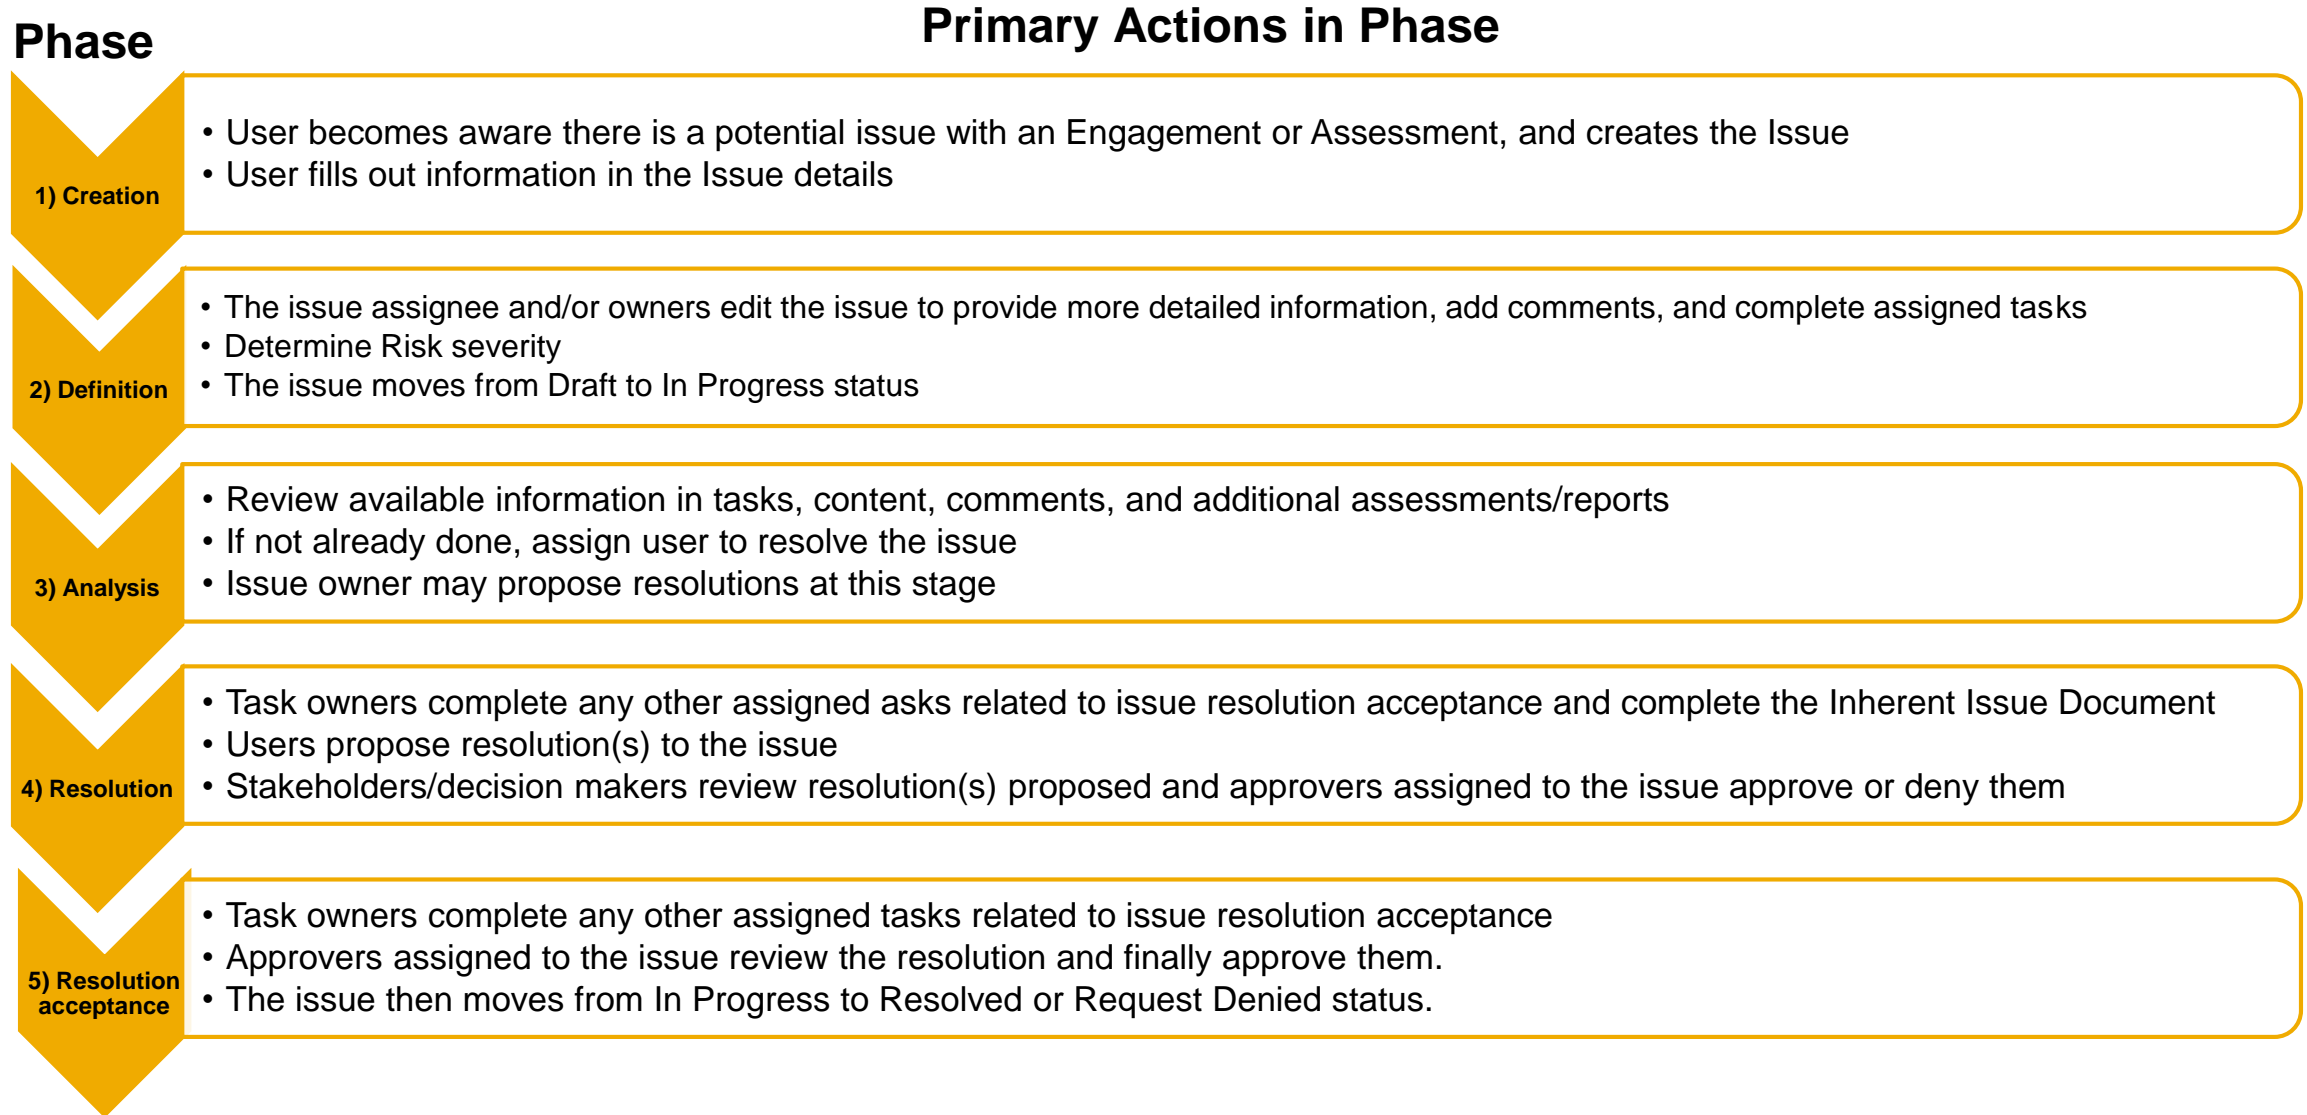 Phase
Primary Actions in Phase
1) Creation
• User becomes aware there is a potential issue with an Engagement or Assessment, and creates the Issue
• User fills out information in the Issue details
2) Definition
• The issue assignee and/or owners edit the issue to provide more detailed information, add comments, and complete assigned tasks
• Determine Risk severity
• The issue moves from Draft to In Progress status
3) Analysis
• Review available information in tasks, content, comments, and additional assessments/reports
• If not already done, assign user to resolve the issue
• Issue owner may propose resolutions at this stage
4) Resolution
• Task owners complete any other assigned asks related to issue resolution acceptance and complete the Inherent Issue Document
• Users propose resolution(s) to the issue
• Stakeholders/decision makers review resolution(s) proposed and approvers assigned to the issue approve or deny them
5) Resolution
acceptance
• Task owners complete any other assigned tasks related to issue resolution acceptance
• Approvers assigned to the issue review the resolution and finally approve them.
• The issue then moves from In Progress to Resolved or Request Denied status.